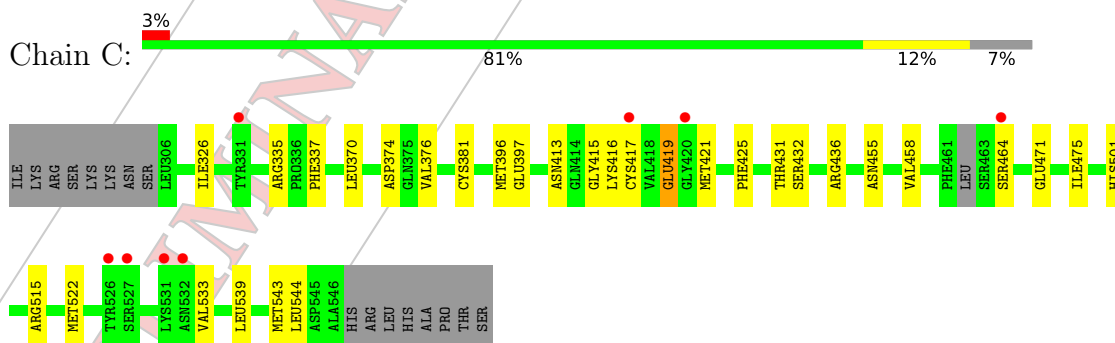 3%
Chain C:
81% 12% 7%
ILE LYS ARG SER LYS LYS ASN SER LEU306 ILE326 TYR331 ARG335 PRO336 PHE337 LEU370 ASP374 GLN375 VAL376 CYS381 MET396 GLU397 ASN413 GLN414 GLY415 LYS416 CYS417 VAL418 GLU419 GLY420 MET421 PHE425 THR431 SER432 ARG436 ASN455 VAL458 PHE461 LEU SER463 SER464 GLU471 ILE475 HIS501
ARG515 MET522 TYR526 SER527 LYS531 ASN532 VAL533 LEU539 MET543 LEU544 ASP545 ALA546 HIS ARG LEU HIS ALA PRO THR SER